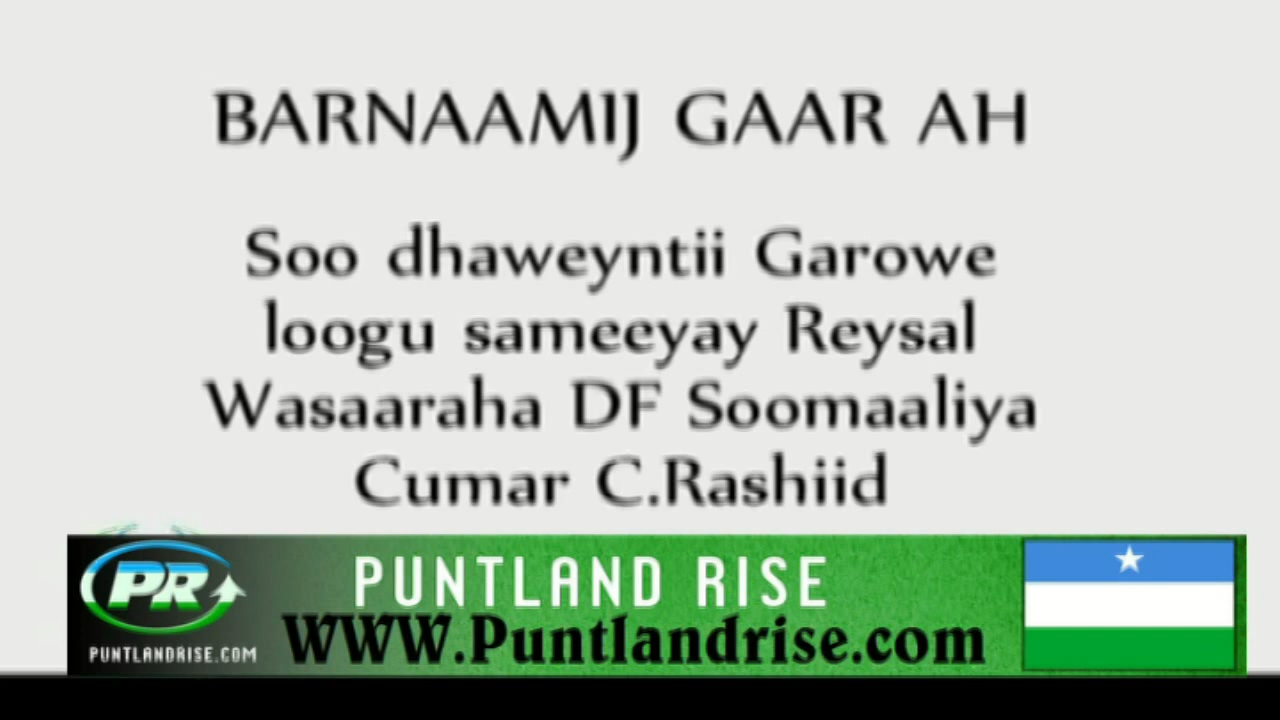 BARNAAMIJ GAAR AH
Soo dhaweyntii Garowe
loogu sameeyay Reysal
Wasaaraha DF Soomaaliya
Cumar C.Rashiid
PR
PUNTLANDRISE.COM
PUNTLAND RISE
WWW.Puntlandrise.com